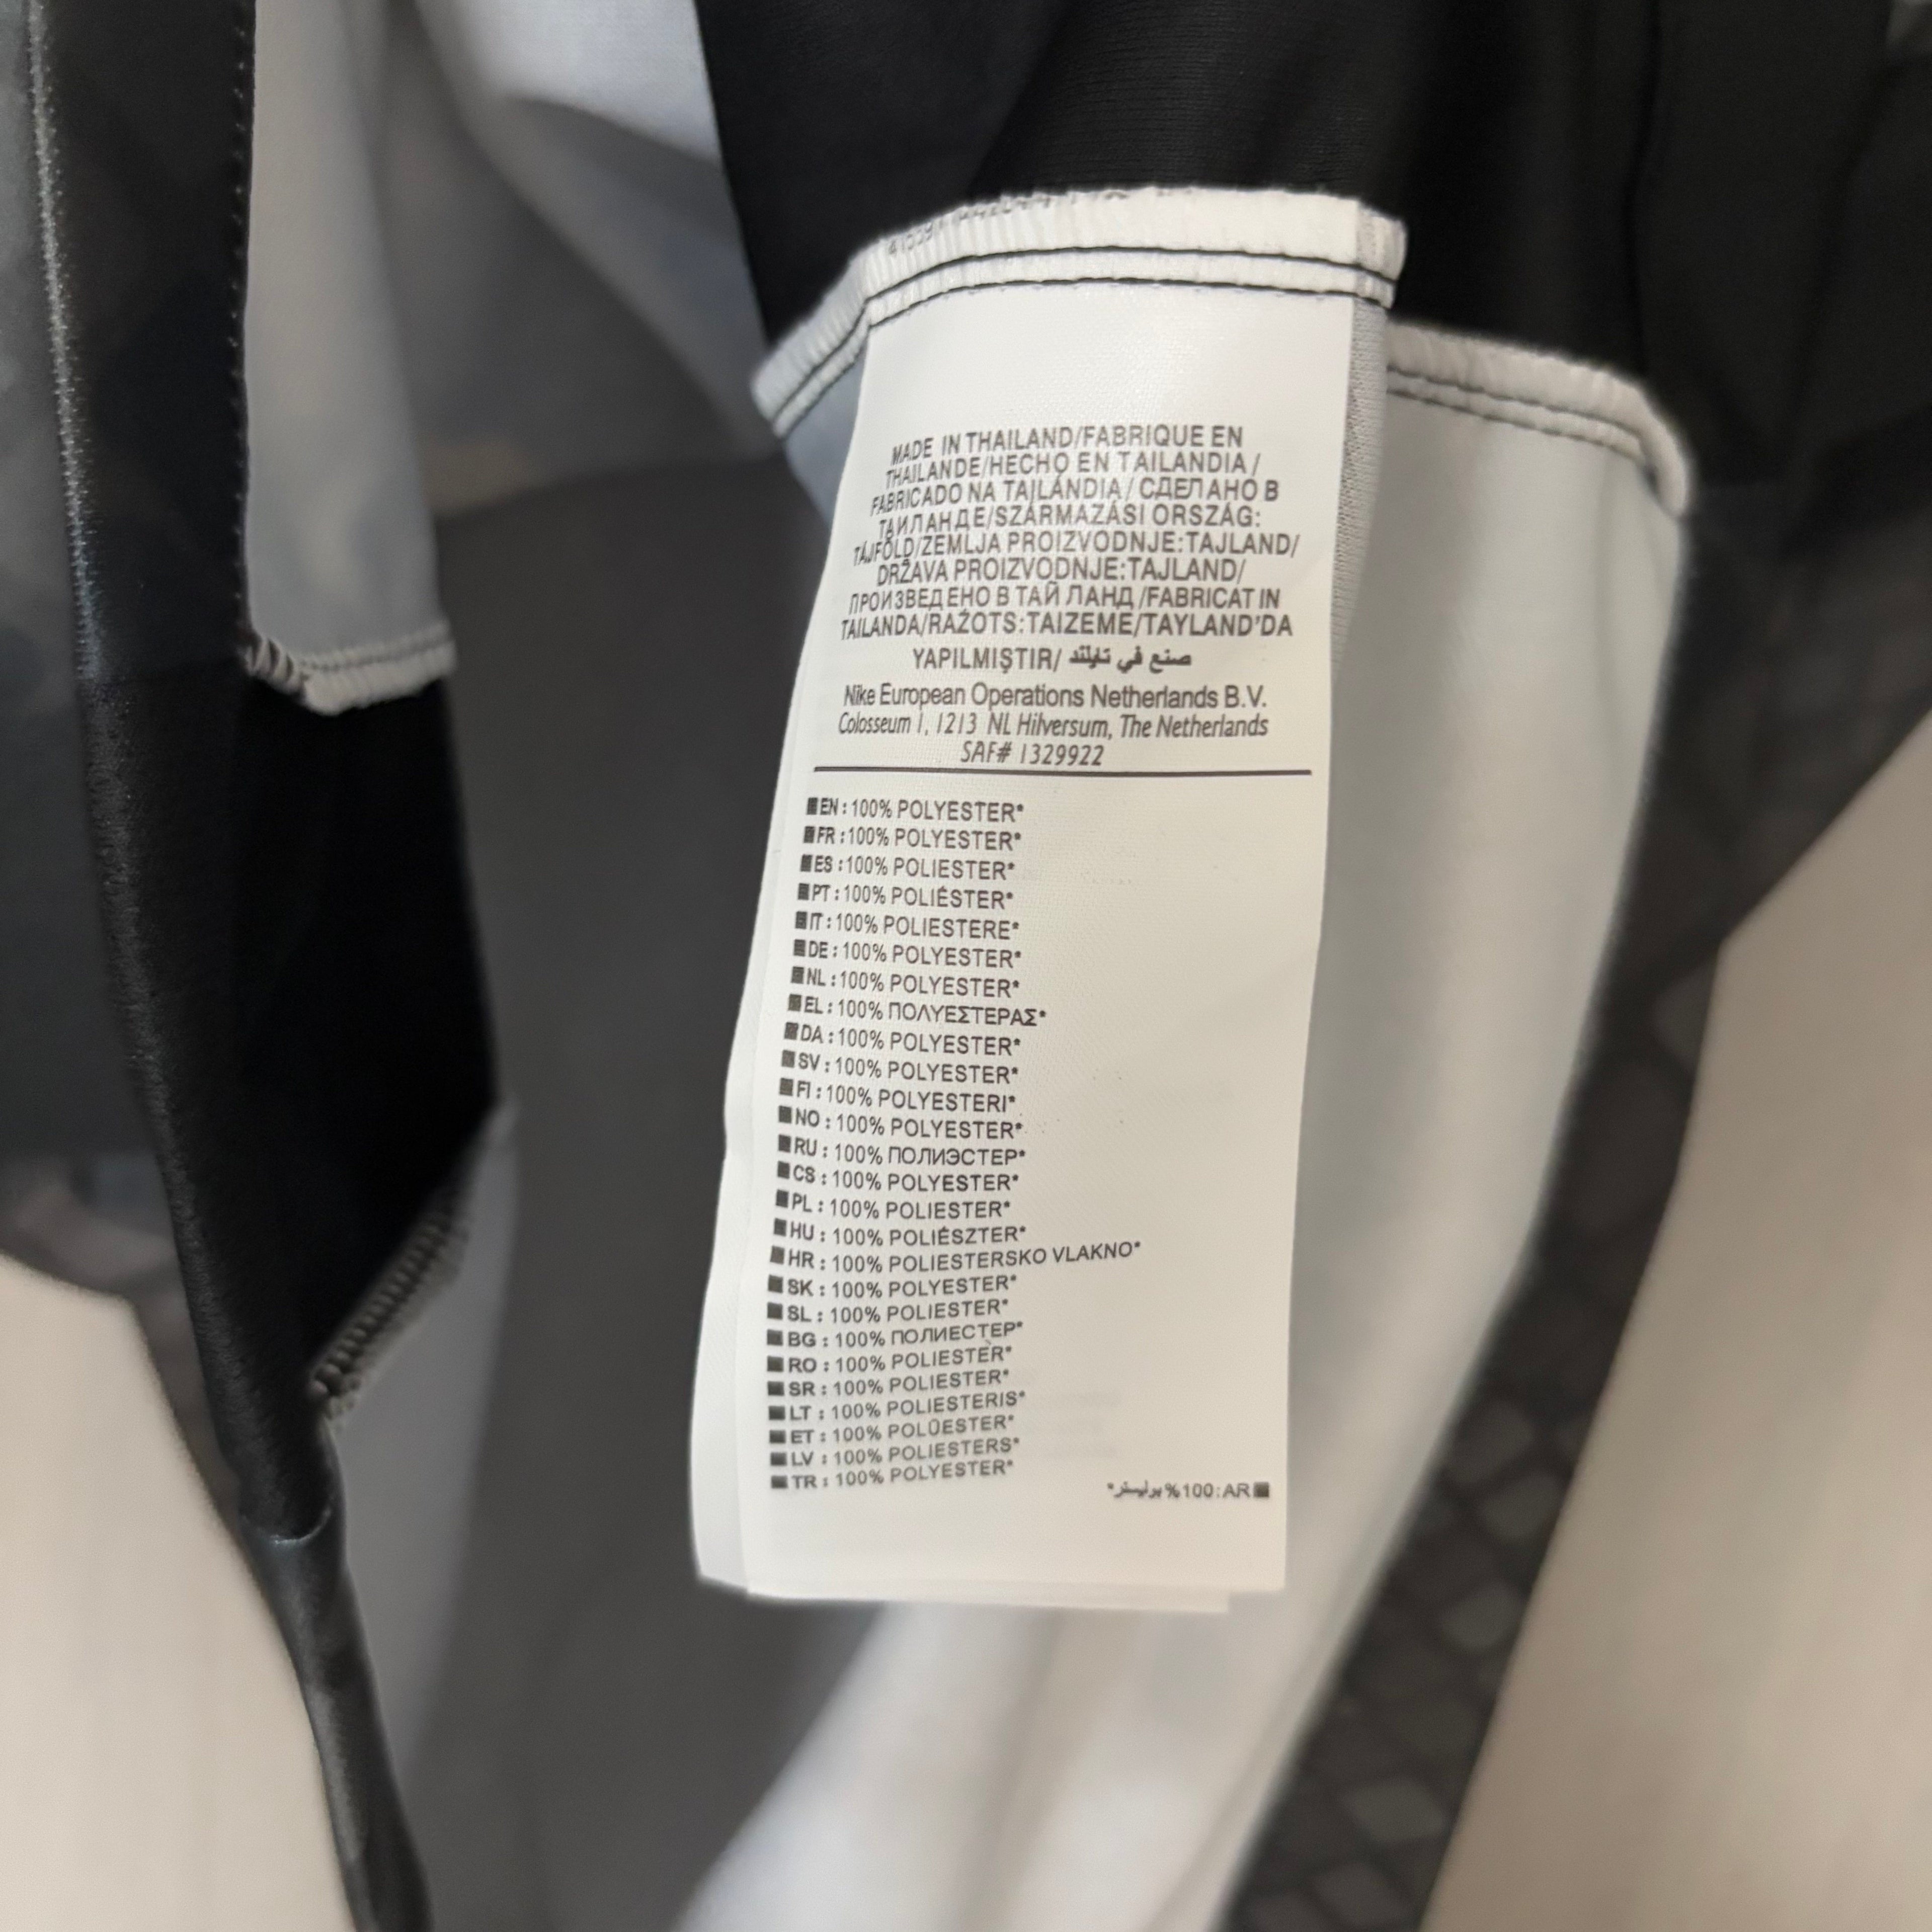 MADE IN THAILAND/FABRIQUE EN
THAILANDE/HECHO EN TAILANDIA/
FABRICADO NA TAILÂNDIA/СДЕЛАНО В
ТАИЛАНДЕ/SZÁRMAZÁSI ORSZÁG:
TÁJFÖLD/ZEMLJA PROIZVODNJE:TAJLAND/
DRŽAVA PROIZVODNJE:TAJLAND/
ПРОИЗВЕДЕНО В ТАЙЛАНД/FABRICAT IN
TAILANDA/RAŽOTS:TAIZEME/TAYLAND'DA
YAPILMIŞTIR/ صنع في تايلند
Nike European Operations Netherlands B.V.
Colosseum 1, 1213 NL Hilversum, The Netherlands
SAF# 1329922
EN : 100% POLYESTER*
FR : 100% POLYESTER*
ES : 100% POLIESTER*
PT : 100% POLIÉSTER*
IT : 100% POLIESTERE*
DE : 100% POLYESTER*
NL : 100% POLYESTER*
EL : 100% ΠΟΛΥΕΣΤΕΡΑΣ*
DA : 100% POLYESTER*
SV : 100% POLYESTER*
FI : 100% POLYESTERI*
NO : 100% POLYESTER*
RU : 100% ПОЛИЭСТЕР*
CS : 100% POLYESTER*
PL : 100% POLIESTER*
HU : 100% POLIÉSZTER*
HR : 100% POLIESTERSKO VLAKNO*
SK : 100% POLYESTER*
SL : 100% POLIESTER*
BG : 100% ПОЛИЕСТЕР*
RO : 100% POLIESTER*
SR : 100% POLIESTER*
LT : 100% POLIESTERIS*
ET : 100% POLÜESTER*
LV : 100% POLIESTERS*
TR : 100% POLYESTER*
AR:100% بوليستر*